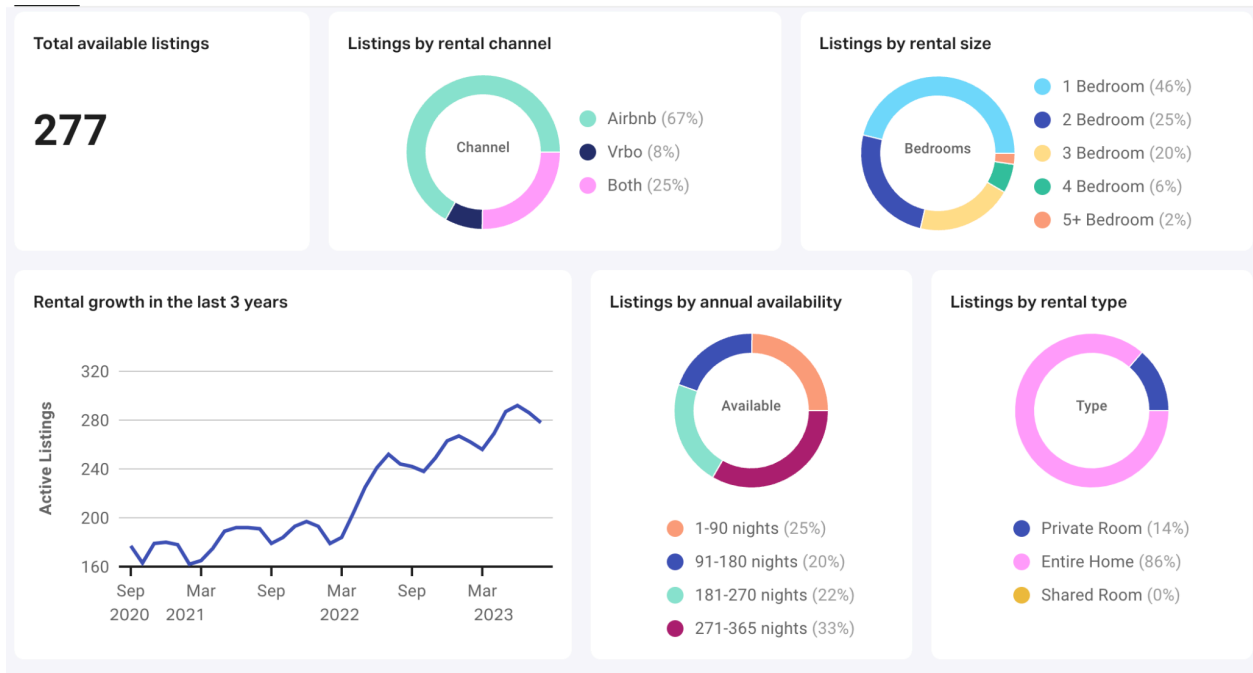 Total available listings
277
Listings by rental channel
Channel
Airbnb (67%)
Vrbo (8%)
Both (25%)
Listings by rental size
Bedrooms
1 Bedroom (46%)
2 Bedroom (25%)
3 Bedroom (20%)
4 Bedroom (6%)
5+ Bedroom (2%)
Rental growth in the last 3 years
Active Listings
320
280
240
200
160
Sep Mar Sep Mar Sep Mar
2020 2021 2022 2023
Listings by annual availability
Available
1-90 nights (25%)
91-180 nights (20%)
181-270 nights (22%)
271-365 nights (33%)
Listings by rental type
Type
Private Room (14%)
Entire Home (86%)
Shared Room (0%)